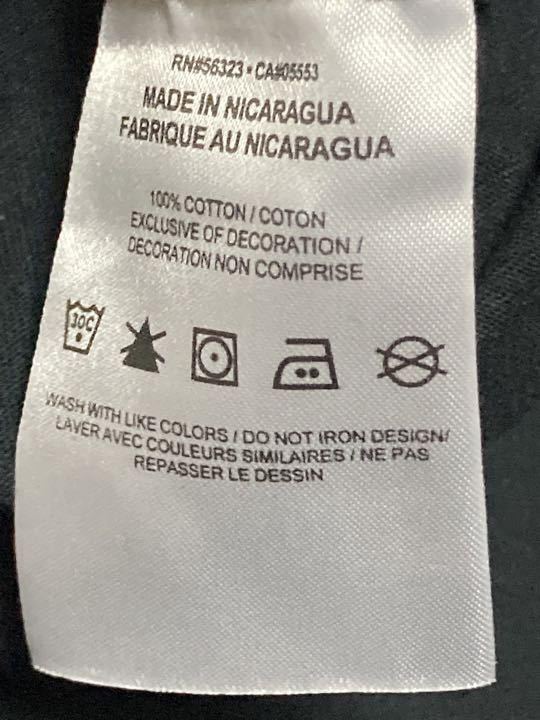 RN#56323 • CA#05553
MADE IN NICARAGUA
FABRIQUE AU NICARAGUA
100% COTTON / COTON
EXCLUSIVE OF DECORATION /
DECORATION NON COMPRISE
30C
WASH WITH LIKE COLORS / DO NOT IRON DESIGN/
LAVER AVEC COULEURS SIMILAIRES / NE PAS
REPASSER LE DESSIN